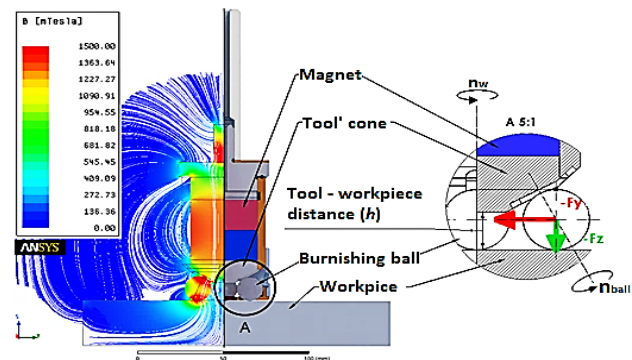 B [mTesla]
1500.00
1363.64
1227.27
1090.91
954.55
818.18
682.82
545.45
409.09
272.73
136.36
0.00
ANSYS
Magnet
Tool' cone
Tool - workpiece
distance (h)
Burnishing ball
Workpice
A
nw
A 5:1
-Fy
-Fz
nball
0
50
100 (mm)